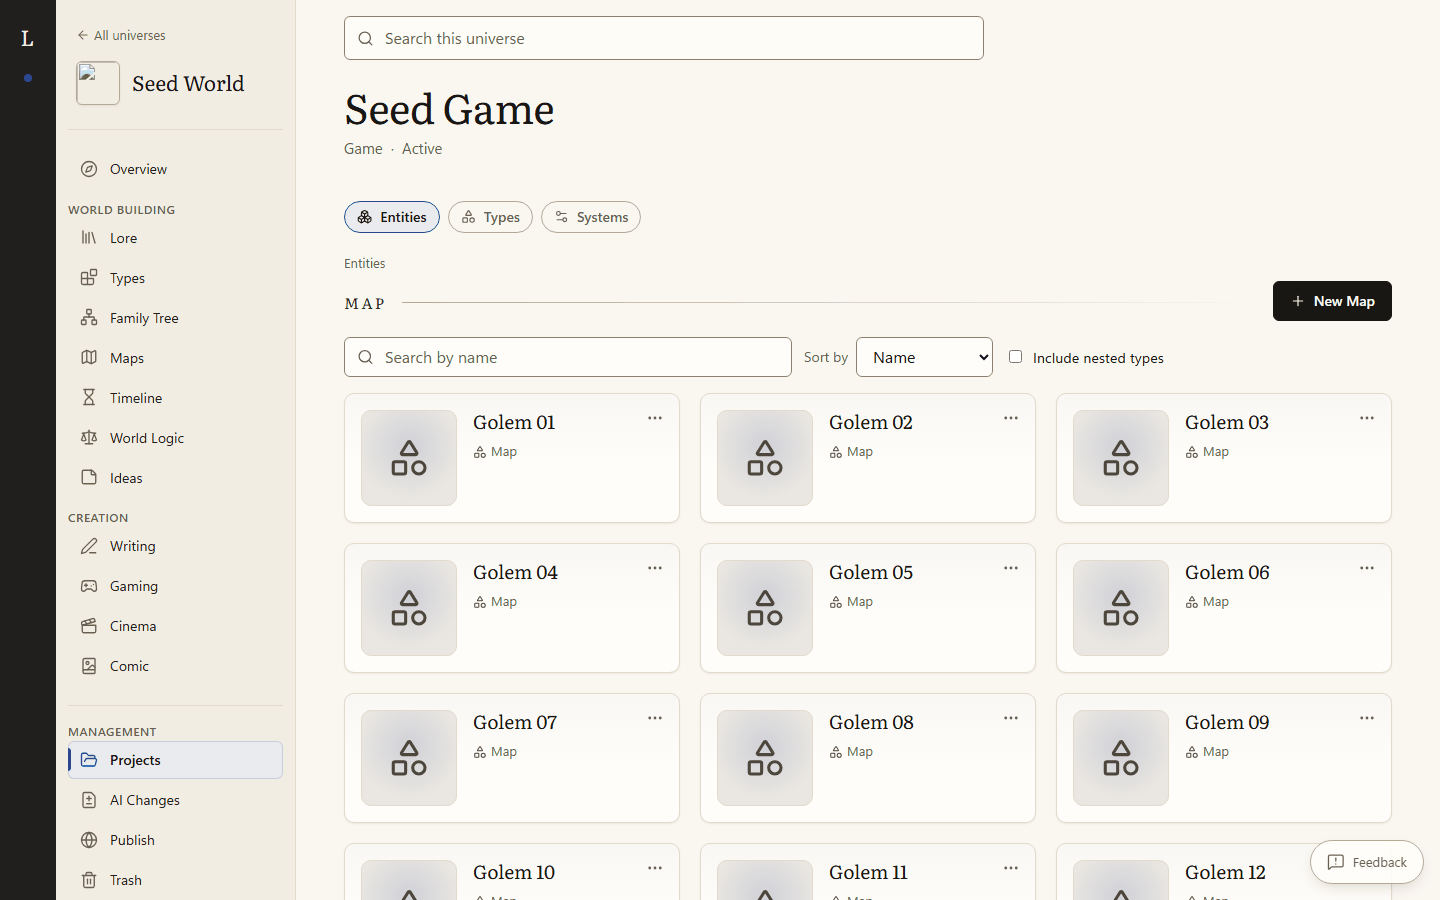 L
All universes
Seed World
Overview
WORLD BUILDING
Lore
Types
Family Tree
Maps
Timeline
World Logic
Ideas
CREATION
Writing
Gaming
Cinema
Comic
MANAGEMENT
Projects
AI Changes
Publish
Trash
Search this universe
Seed Game
Game · Active
Entities Types Systems
Entities
MAP
New Map
Search by name
Sort by Name Include nested types
Golem 01
Map
Golem 02
Map
Golem 03
Map
Golem 04
Map
Golem 05
Map
Golem 06
Map
Golem 07
Map
Golem 08
Map
Golem 09
Map
Golem 10
Map
Golem 11
Map
Golem 12
Map
Feedback